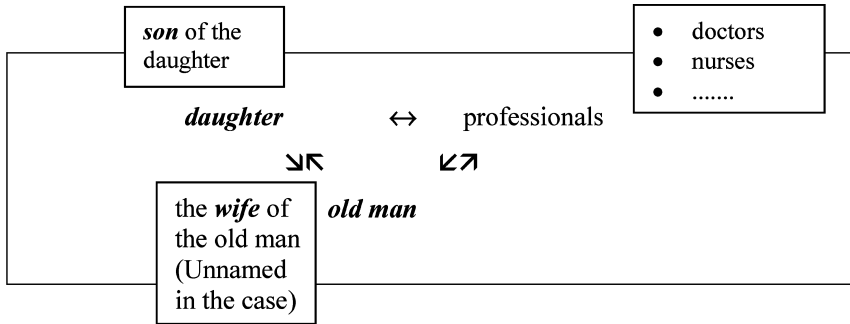 son of the
daughter
• doctors
• nurses
• .......
daughter ↔ professionals
↘↖ ↙↗
the wife of
the old man
(Unnamed
in the case)
old man